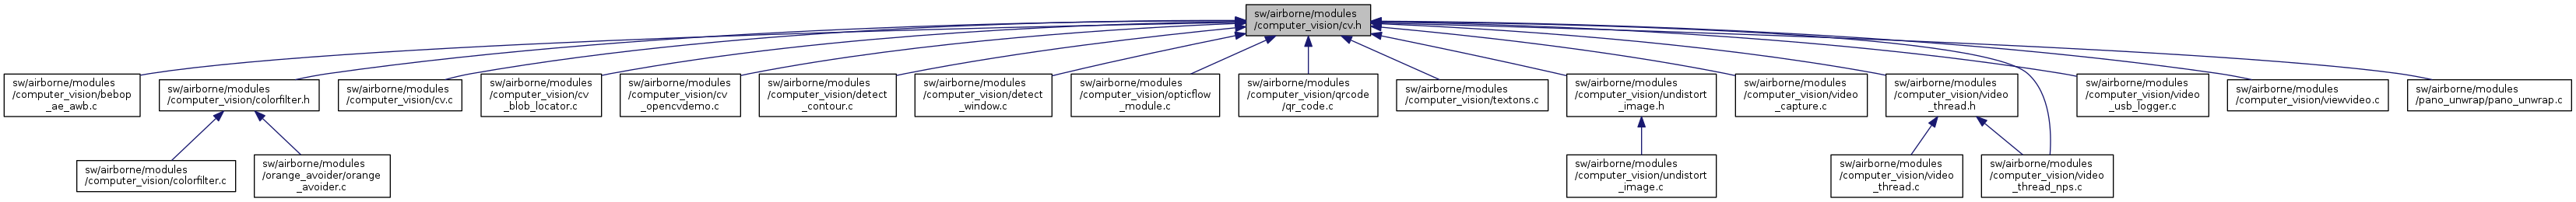 sw/airborne/modules
/computer_vision/cv.h
sw/airborne/modules
/computer_vision/bebop
_ae_awb.c
sw/airborne/modules
/computer_vision/colorfilter.h
sw/airborne/modules
/computer_vision/cv.c
sw/airborne/modules
/computer_vision/cv
_blob_locator.c
sw/airborne/modules
/computer_vision/cv
_opencvdemo.c
sw/airborne/modules
/computer_vision/detect
_contour.c
sw/airborne/modules
/computer_vision/detect
_window.c
sw/airborne/modules
/computer_vision/opticflow
_module.c
sw/airborne/modules
/computer_vision/qrcode
/qr_code.c
sw/airborne/modules
/computer_vision/textons.c
sw/airborne/modules
/computer_vision/undistort
_image.h
sw/airborne/modules
/computer_vision/video
_capture.c
sw/airborne/modules
/computer_vision/video
_thread.h
sw/airborne/modules
/computer_vision/video
_usb_logger.c
sw/airborne/modules
/computer_vision/viewvideo.c
sw/airborne/modules
/pano_unwrap/pano_unwrap.c
sw/airborne/modules
/computer_vision/colorfilter.c
sw/airborne/modules
/orange_avoider/orange
_avoider.c
sw/airborne/modules
/computer_vision/undistort
_image.c
sw/airborne/modules
/computer_vision/video
_thread.c
sw/airborne/modules
/computer_vision/video
_thread_nps.c